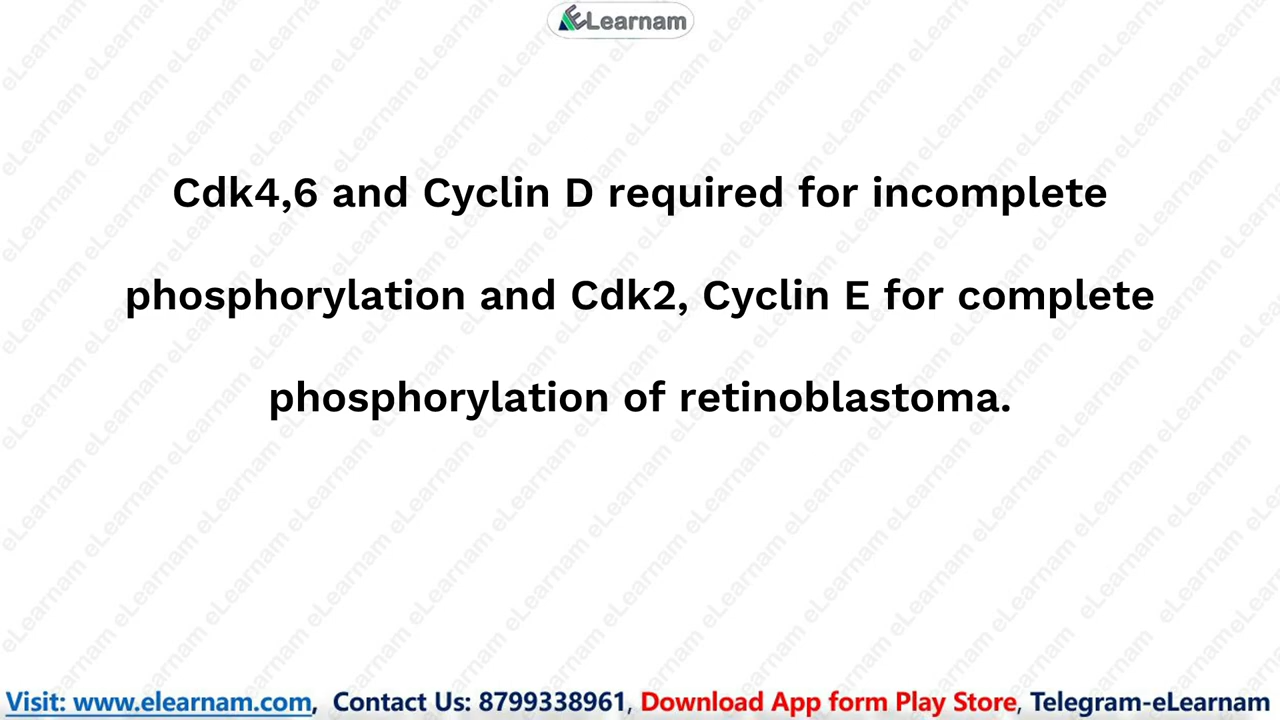 ELearnam
Cdk4,6 and Cyclin D required for incomplete
phosphorylation and Cdk2, Cyclin E for complete
phosphorylation of retinoblastoma.
Visit: www.elearnam.com, Contact Us: 8799338961, Download App form Play Store, Telegram-eLearnam